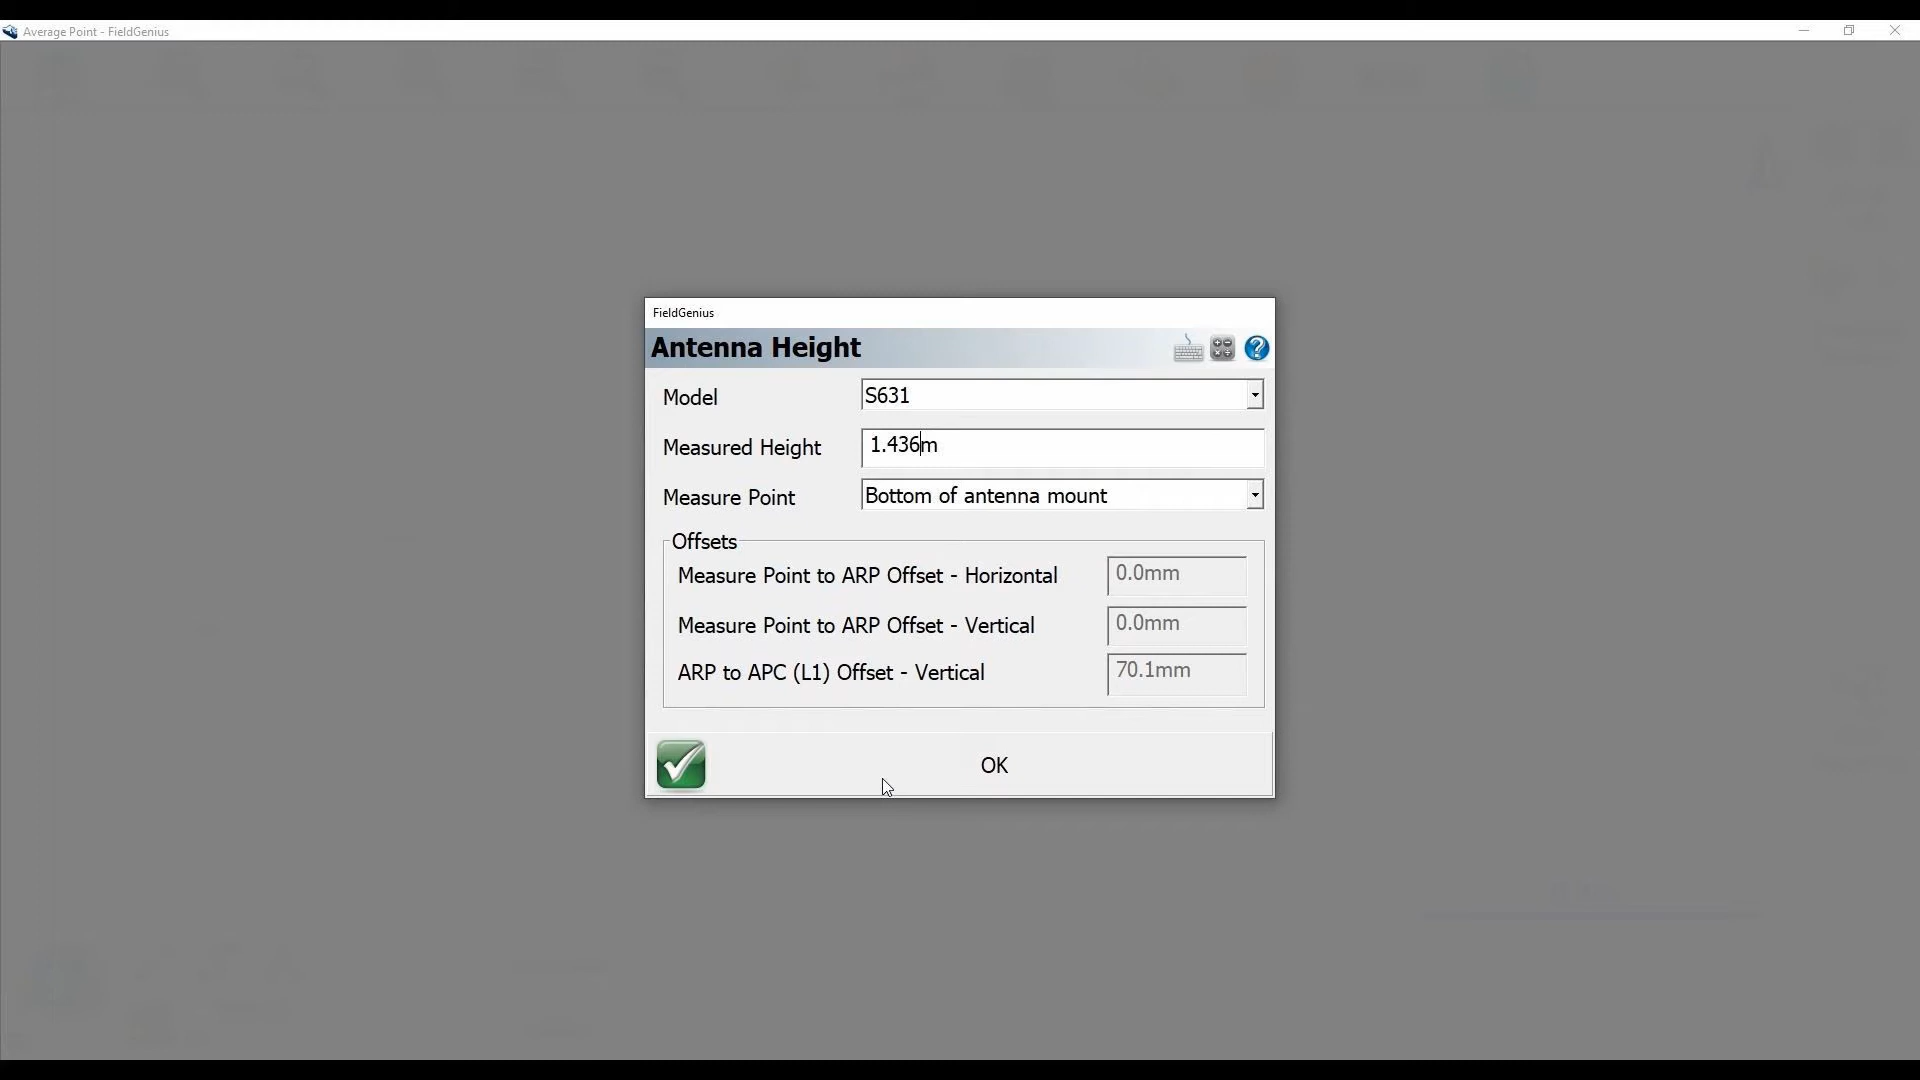 Average Point - FieldGenius
FieldGenius
Antenna Height
Model S631
Measured Height 1.436m
Measure Point Bottom of antenna mount
Offsets
Measure Point to ARP Offset - Horizontal 0.0mm
Measure Point to ARP Offset - Vertical 0.0mm
ARP to APC (L1) Offset - Vertical 70.1mm
OK